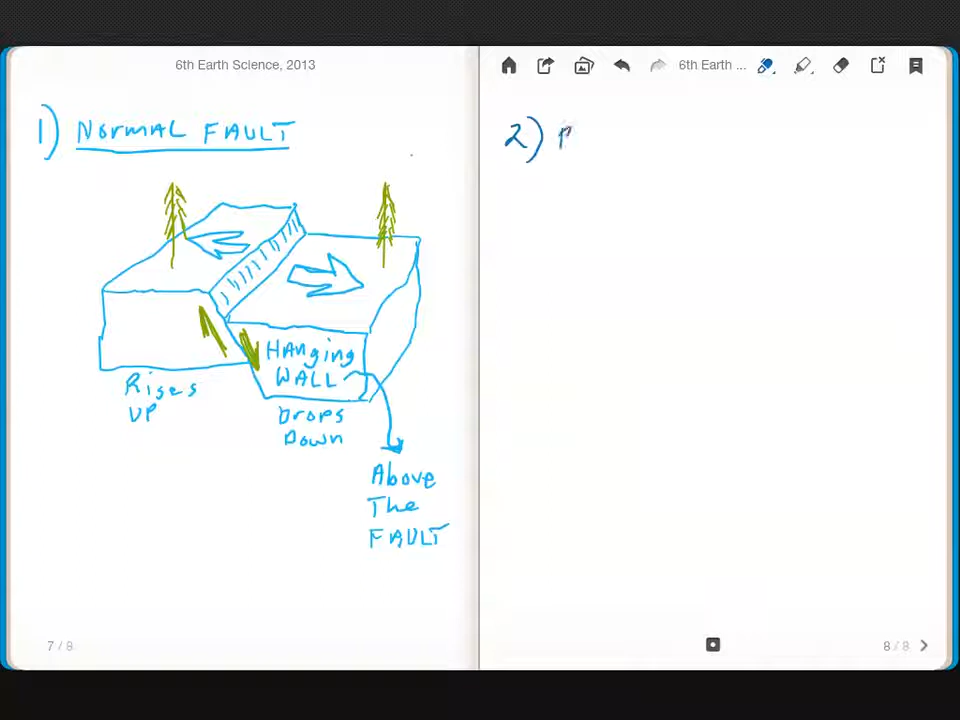 6th Earth Science, 2013
1) NORMAL FAULT
HAnging
WALL
Rises
UP
Drops
Down
Above
The
FAULT
7 / 8
6th Earth ...
2)
8 / 8